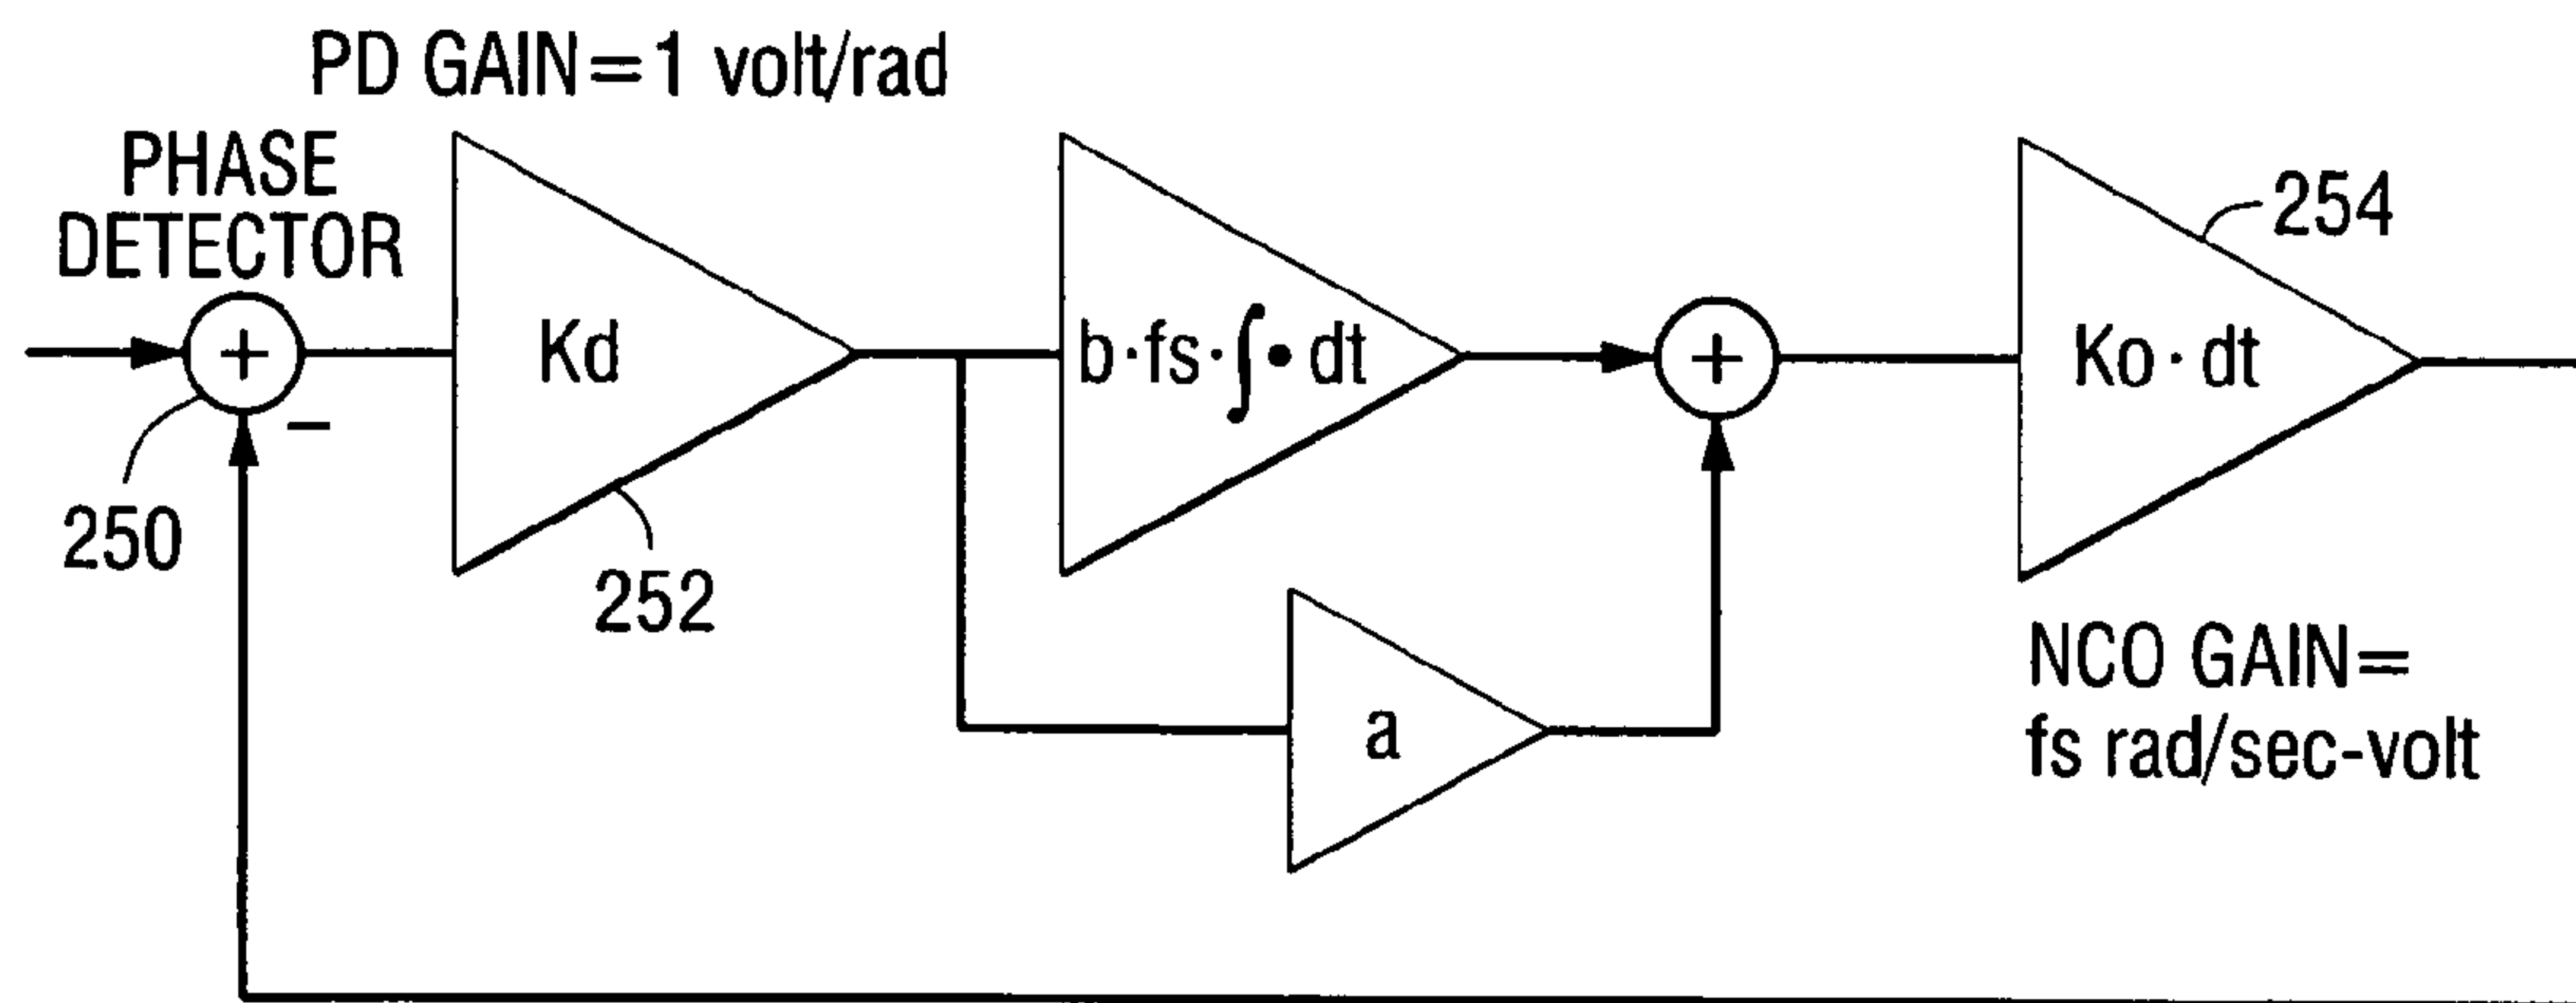 PD GAIN=1 volt/rad
PHASE
DETECTOR
+
−
250
Kd
252
b·fs·∫• dt
a
+
Ko· dt
254
NCO GAIN=
fs rad/sec-volt